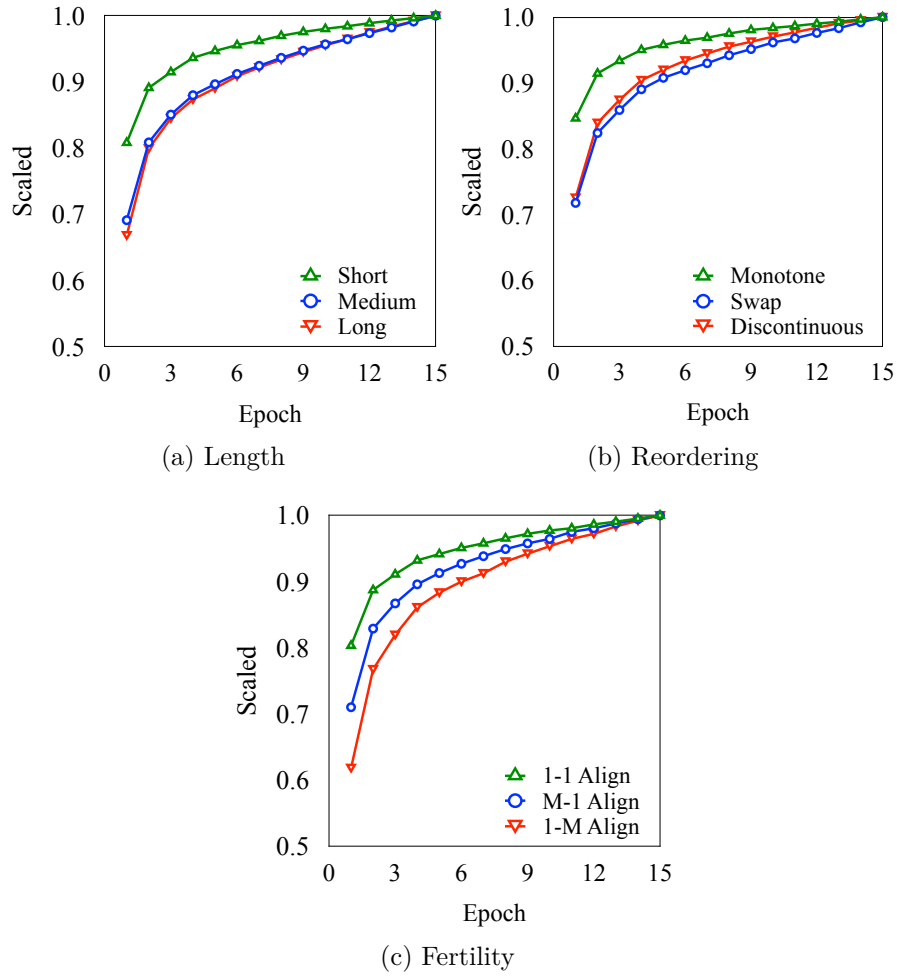 1.0
0.9
0.8
0.7
0.6
0.5
Scaled
Short
Medium
Long
0 3 6 9 12 15
Epoch
(a) Length
1.0
0.9
0.8
0.7
0.6
0.5
Scaled
Monotone
Swap
Discontinuous
0 3 6 9 12 15
Epoch
(b) Reordering
1.0
0.9
0.8
0.7
0.6
0.5
Scaled
1-1 Align
M-1 Align
1-M Align
0 3 6 9 12 15
Epoch
(c) Fertility